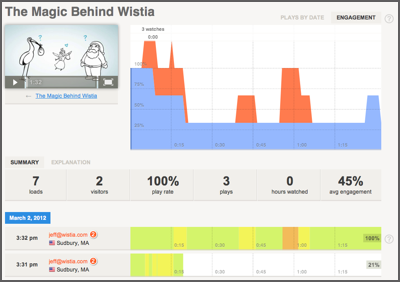 The Magic Behind Wistia
PLAYS BY DATE
ENGAGEMENT
3 watches
0:00
100%
75%
50%
25%
0:15
0:30
0:45
1:00
1:15
1:32
← The Magic Behind Wistia
SUMMARY
EXPLANATION
7
loads
2
visitors
100%
play rate
3
plays
0
hours watched
45%
avg engagement
March 2, 2012
3:32 pm
jeff@wistia.com 2
Sudbury, MA
0:15
0:30
0:45
1:00
1:15
100%
3:31 pm
jeff@wistia.com 2
Sudbury, MA
0:15
0:30
0:45
1:00
1:15
21%